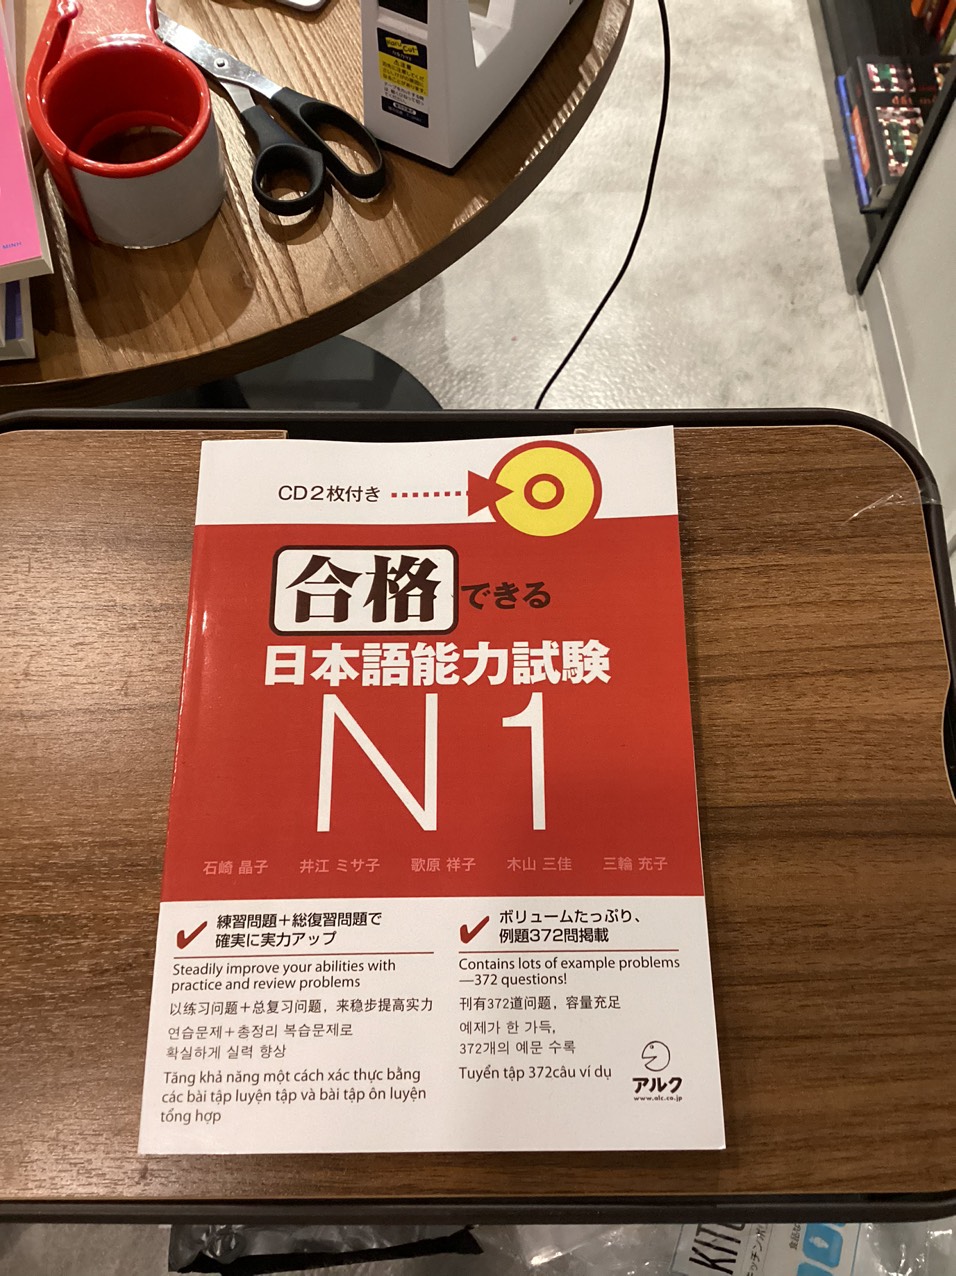 CD2枚付き
合格できる
日本語能力試験
N1
石崎 晶子 井江 ミサ子 歌原 祥子 木山 三佳 三輪 充子
練習問題+総復習問題で
確実に実力アップ
Steadily improve your abilities with
practice and review problems
以练习问题+总复习问题，来稳步提高实力
연습문제+총정리 복습문제로
확실하게 실력 향상
Tăng khả năng một cách xác thực bằng
các bài tập luyện tập và bài tập ôn luyện
tổng hợp
ボリュームたっぷり、
例題372問掲載
Contains lots of example problems
—372 questions!
刊有372道问题，容量充足
예제가 한 가득,
372개의 예문 수록
Tuyển tập 372câu ví dụ
アルク
www.alc.co.jp
注意